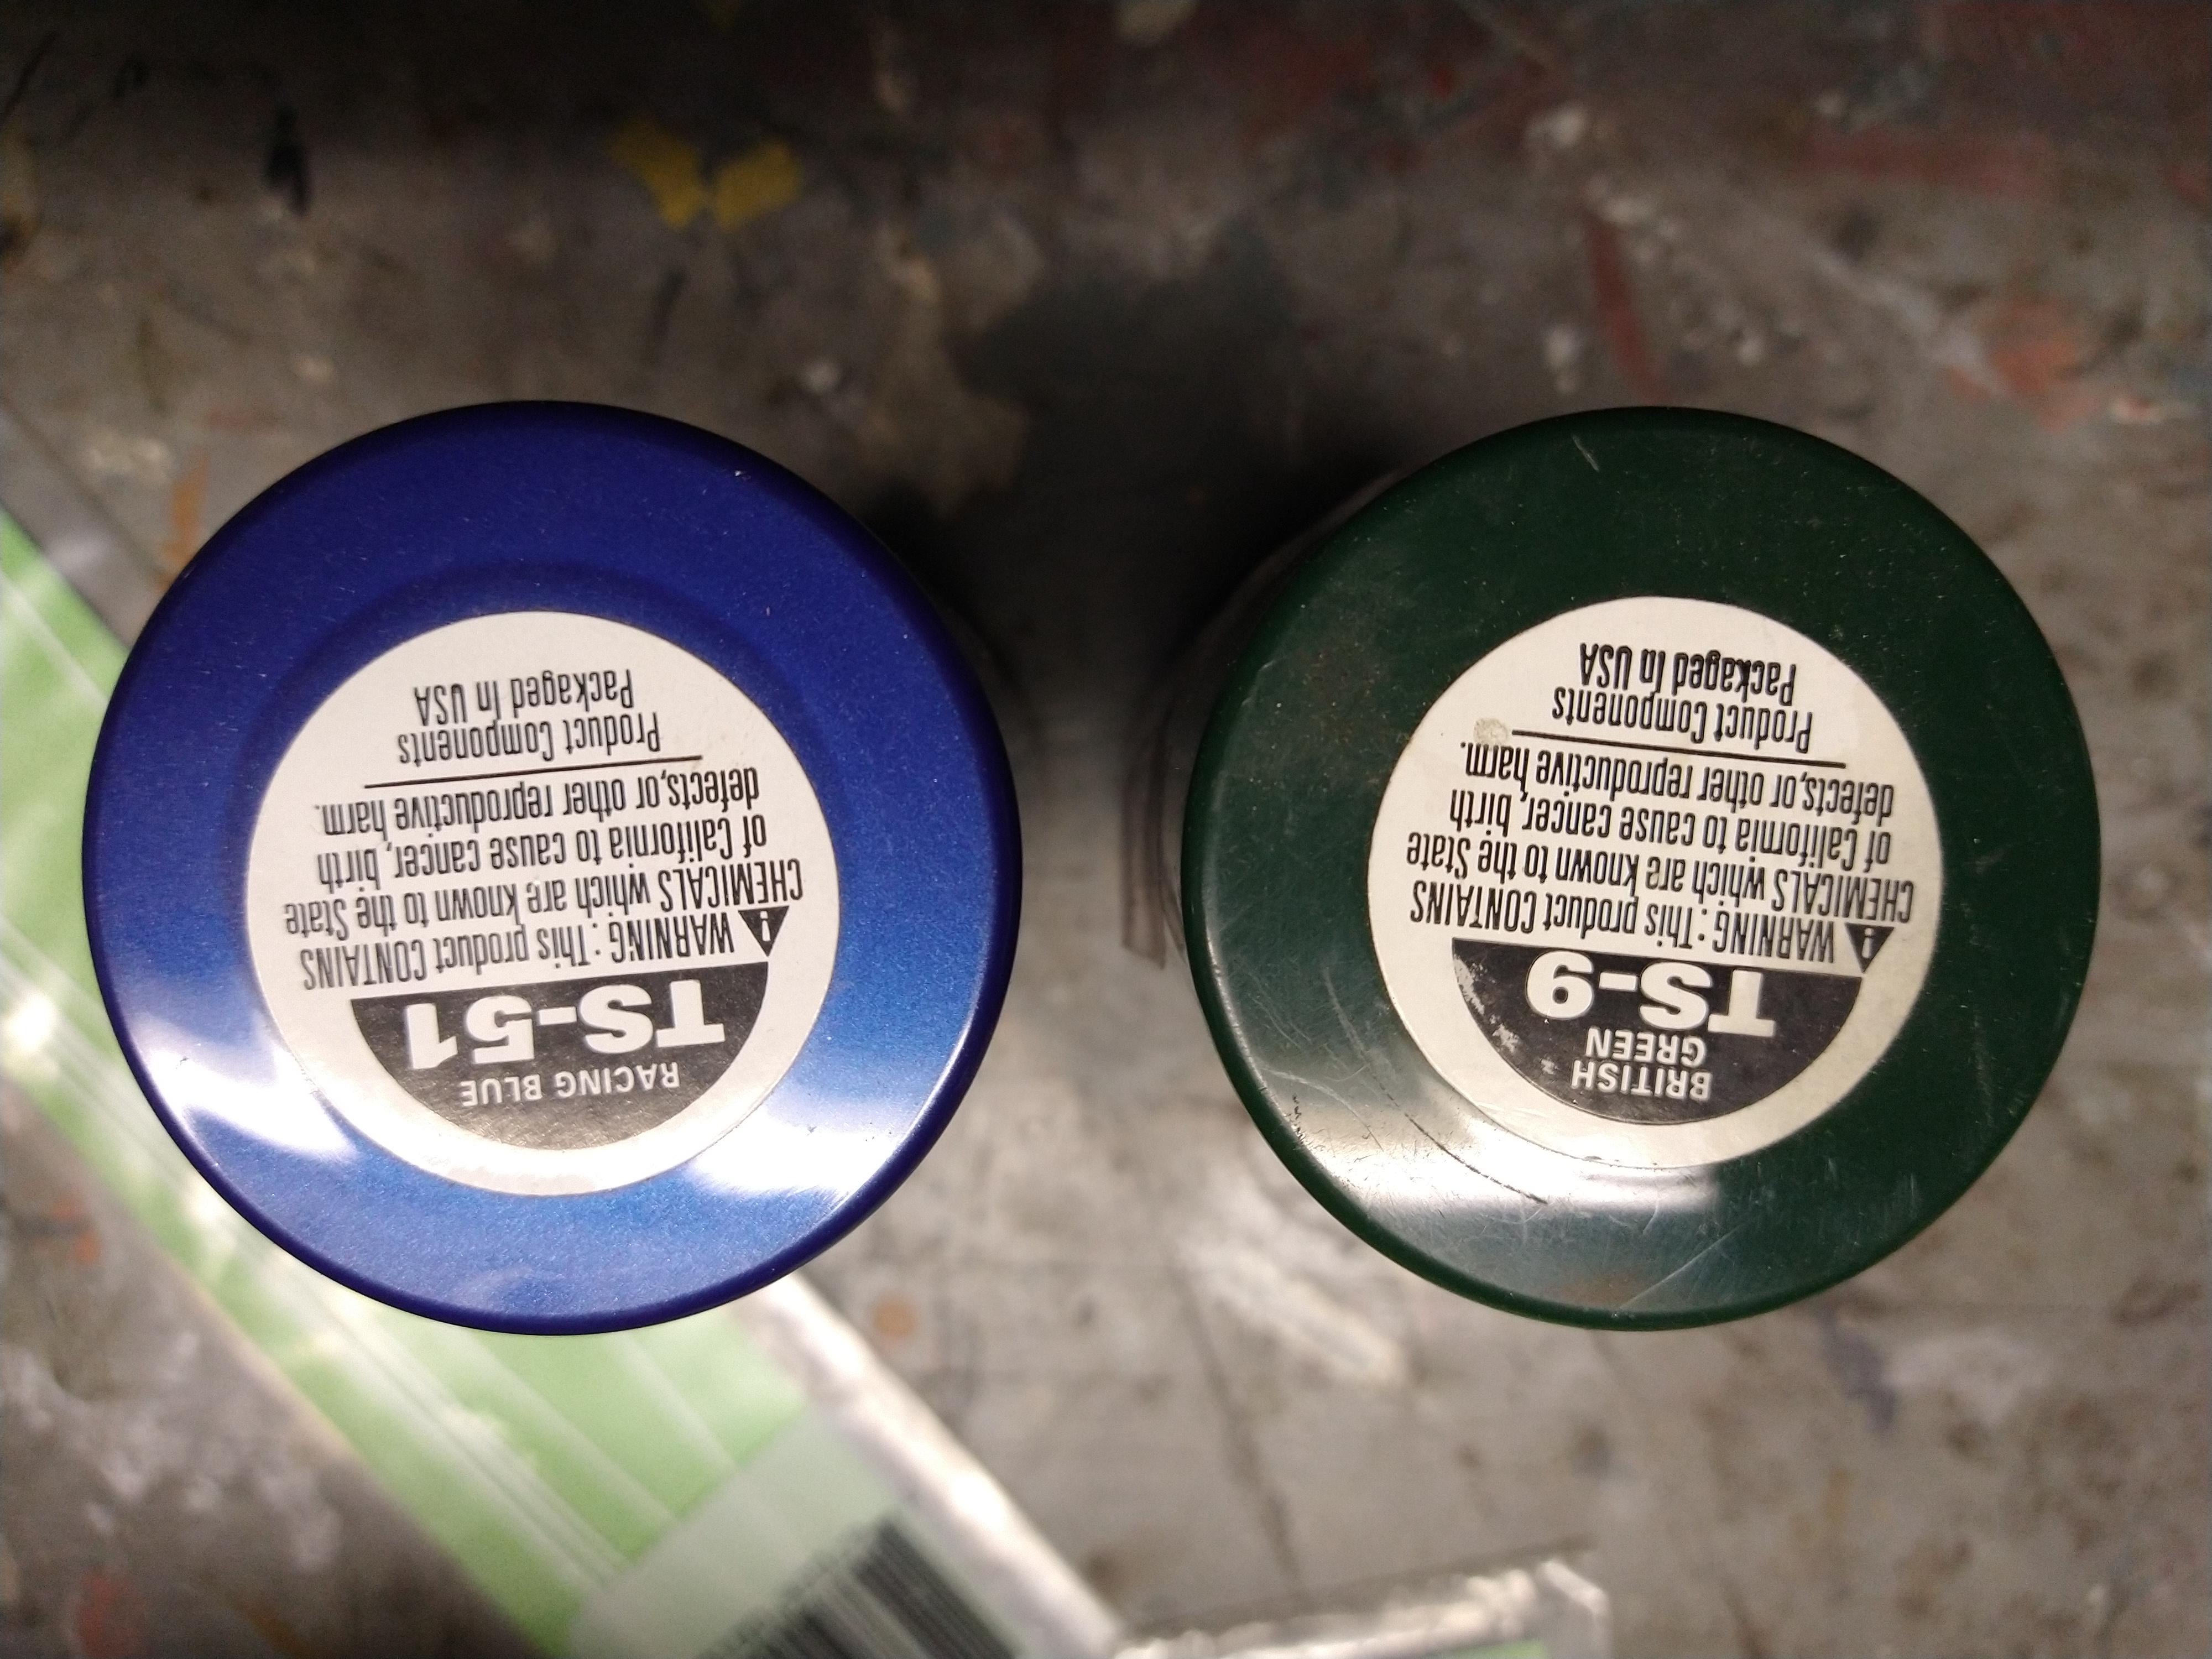 RACING BLUE
TS-51
WARNING : This product CONTAINS
CHEMICALS which are known to the State
of California to cause cancer, birth
defects,or other reproductive harm.
Product Components
Packaged In USA
BRITISH
GREEN
TS-9
WARNING : This product CONTAINS
CHEMICALS which are known to the State
of California to cause cancer, birth
defects,or other reproductive harm.
Product Components
Packaged In USA